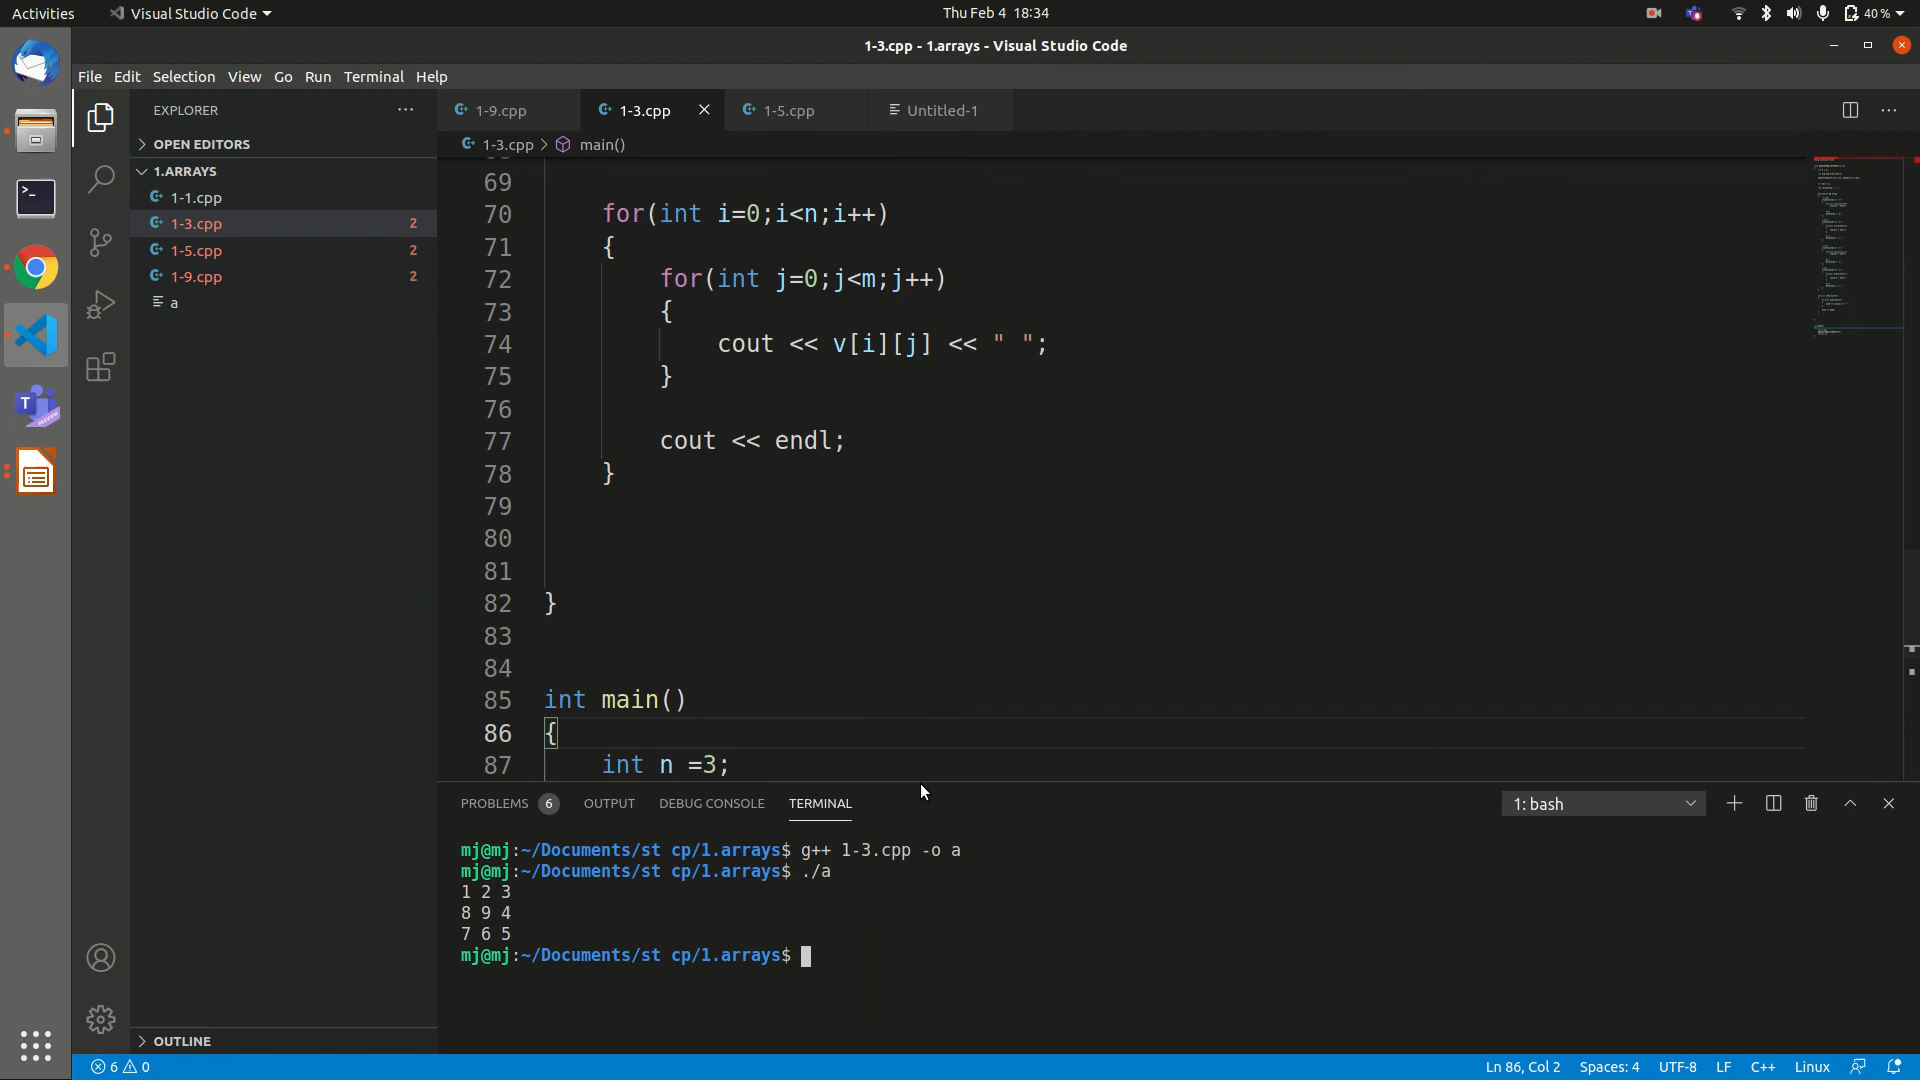 Activities
Visual Studio Code
Thu Feb 4 18:34
40 %
1-3.cpp - 1.arrays - Visual Studio Code
File Edit Selection View Go Run Terminal Help
EXPLORER
OPEN EDITORS
1.ARRAYS
1-1.cpp
1-3.cpp 2
1-5.cpp 2
1-9.cpp 2
a
OUTLINE
1-9.cpp
1-3.cpp
1-5.cpp
Untitled-1
1-3.cpp > main()
69
70 for(int i=0;i<n;i++)
71 {
72 for(int j=0;j<m;j++)
73 {
74 cout << v[i][j] << " ";
75 }
76
77 cout << endl;
78 }
79
80
81
82 }
83
84
85 int main()
86 {
87 int n =3;
PROBLEMS 6 OUTPUT DEBUG CONSOLE TERMINAL
1: bash
mj@mj:~/Documents/st cp/1.arrays$ g++ 1-3.cpp -o a
mj@mj:~/Documents/st cp/1.arrays$ ./a
1 2 3
8 9 4
7 6 5
mj@mj:~/Documents/st cp/1.arrays$
6 0
Ln 86, Col 2 Spaces: 4 UTF-8 LF C++ Linux